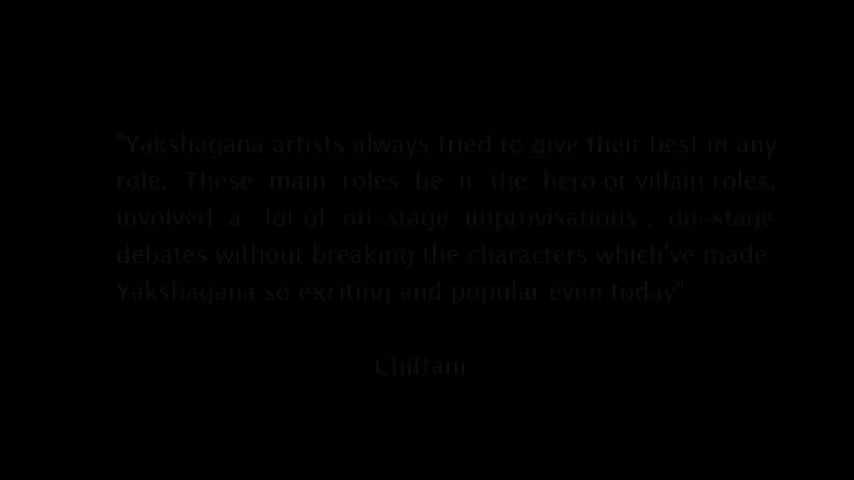 "Yakshagana artists always tried to give their best in any
role. These main roles be it the hero or villain roles,
involved a lot of on-stage improvisations , on-stage
debates without breaking the characters which've made
Yakshagana so exciting and popular even today"
Chittani